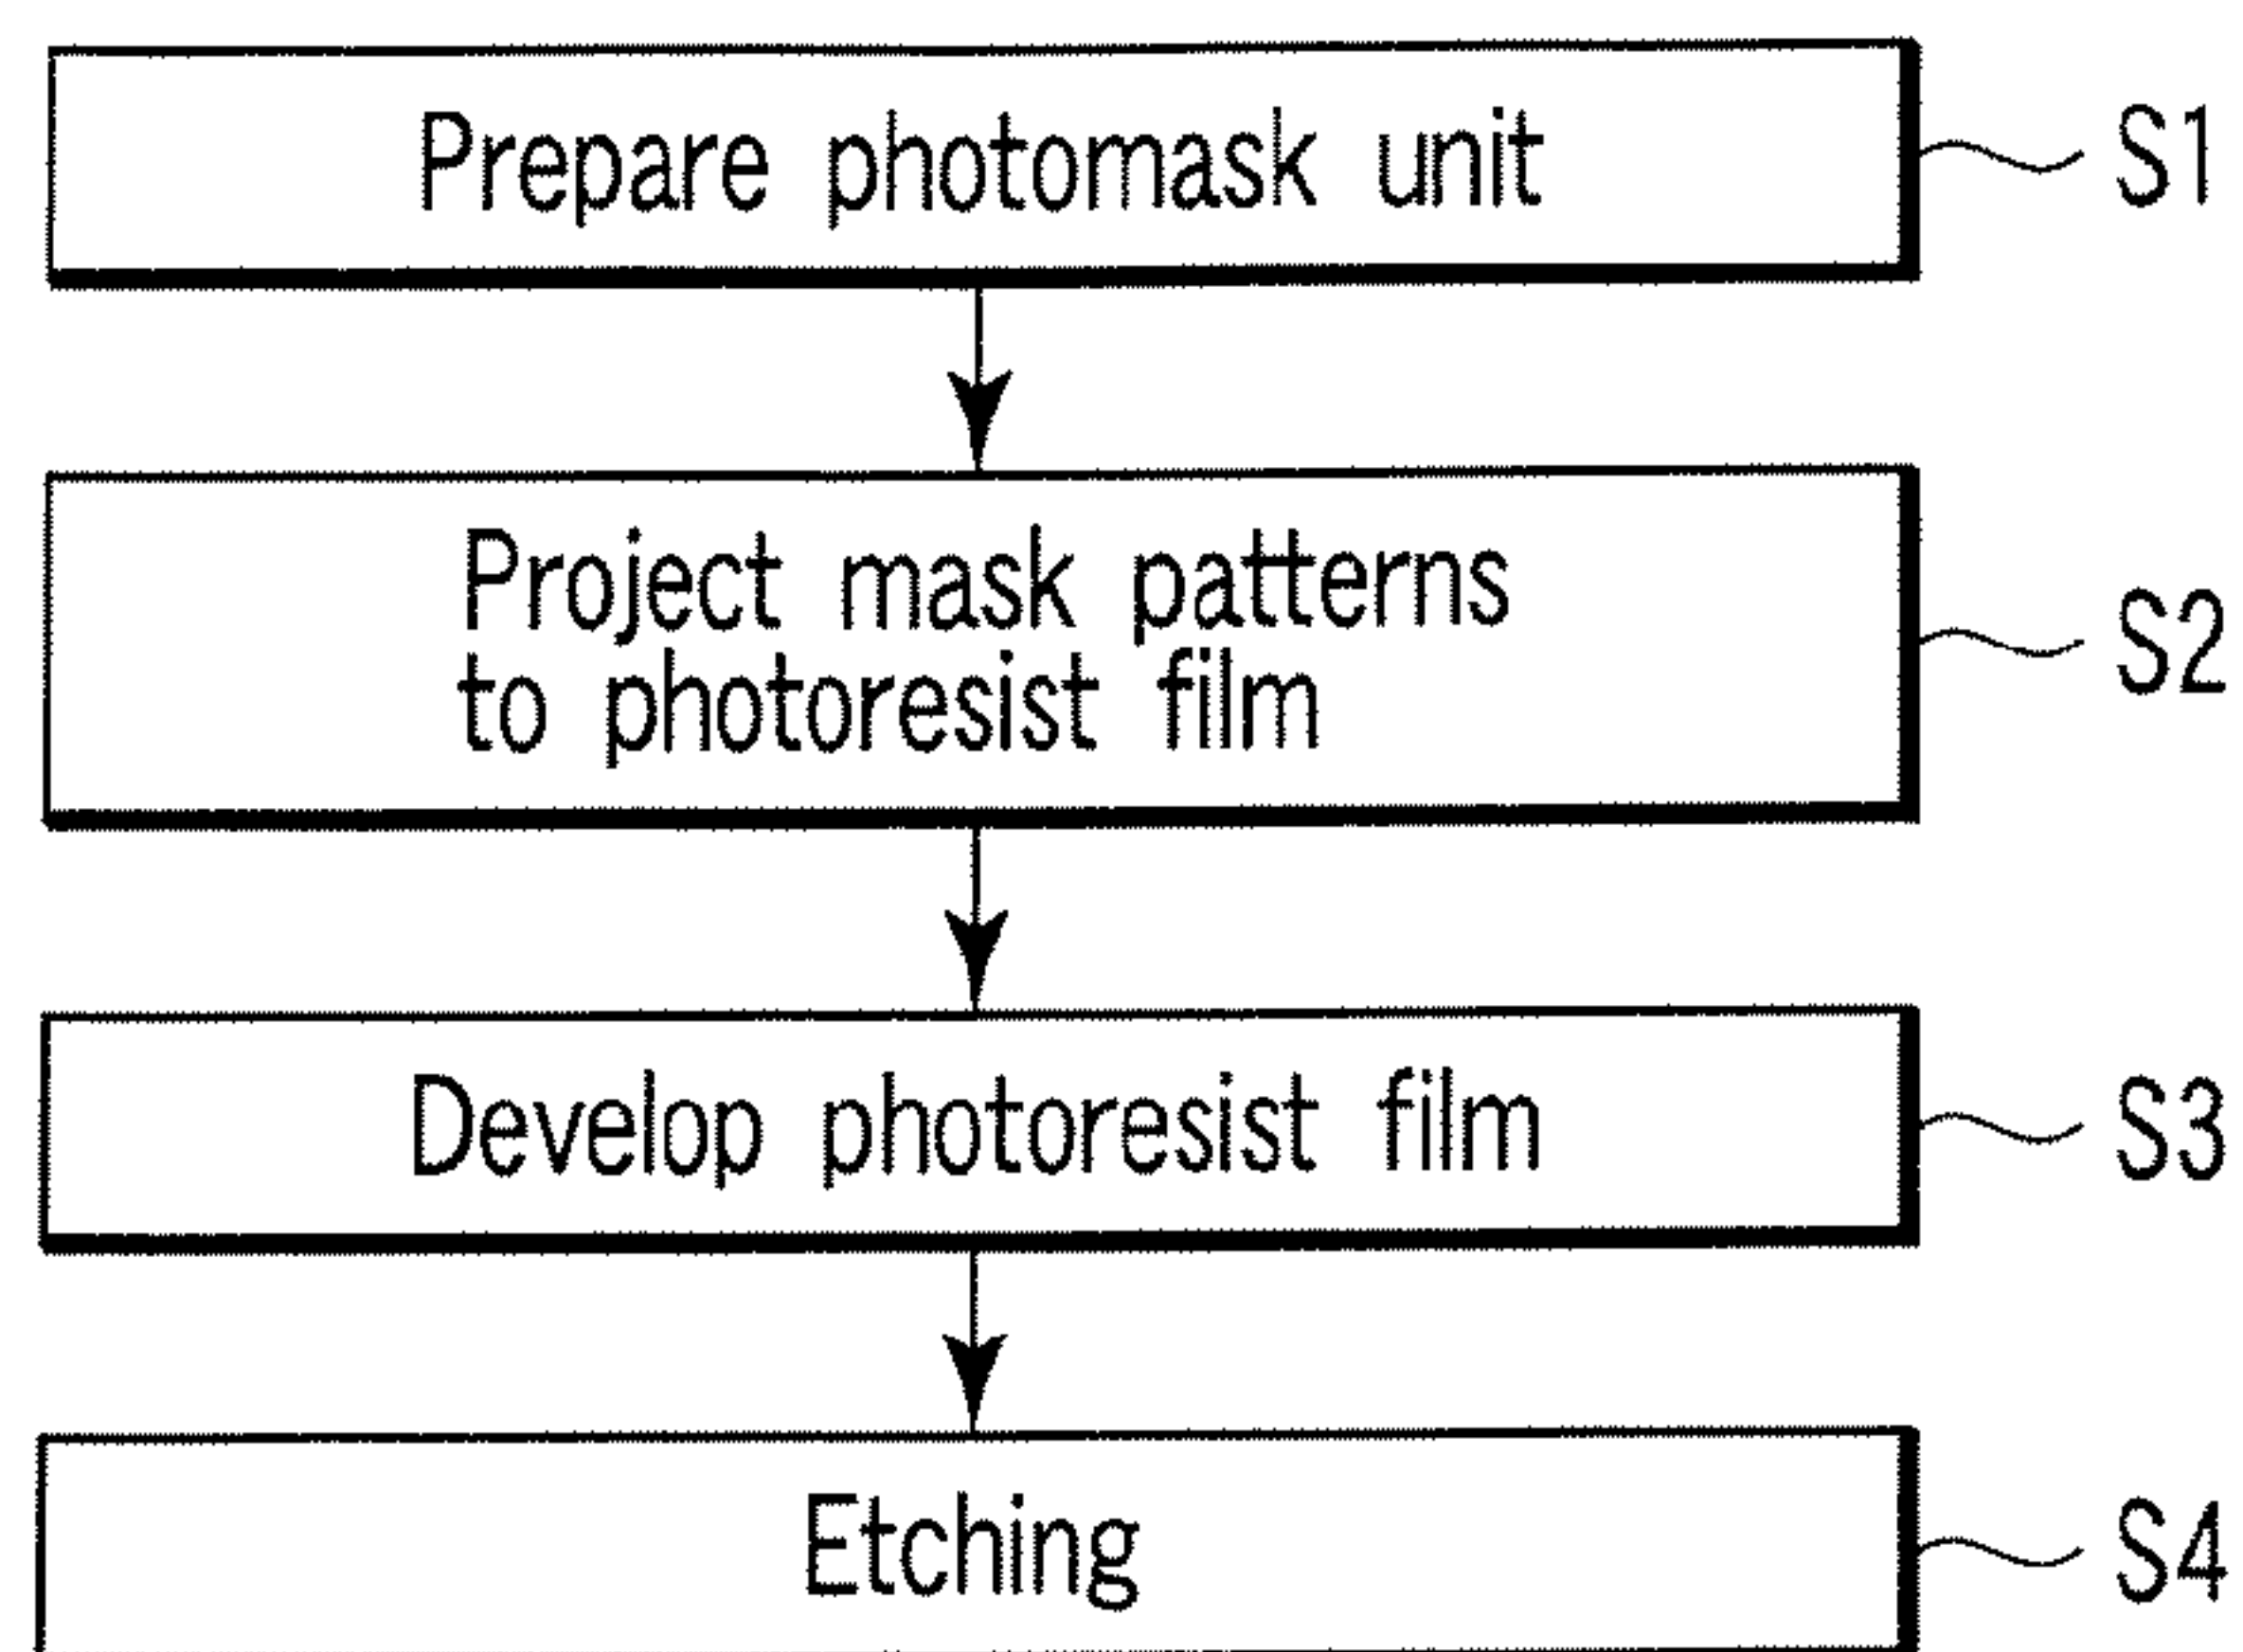 Prepare photomask unit
S1
Project mask patterns
to photoresist film
S2
Develop photoresist film
S3
Etching
S4